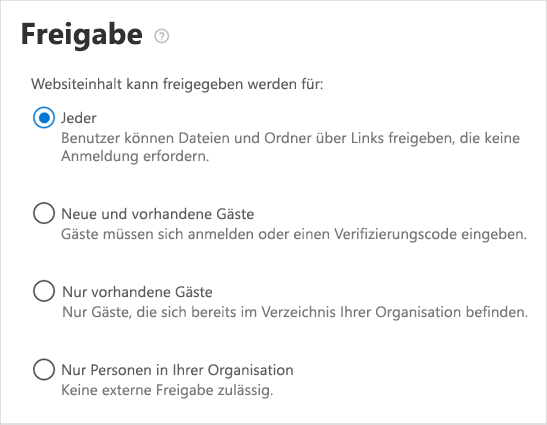 Freigabe ?
Websiteinhalt kann freigegeben werden für:
Jeder
Benutzer können Dateien und Ordner über Links freigeben, die keine
Anmeldung erfordern.
Neue und vorhandene Gäste
Gäste müssen sich anmelden oder einen Verifizierungscode eingeben.
Nur vorhandene Gäste
Nur Gäste, die sich bereits im Verzeichnis Ihrer Organisation befinden.
Nur Personen in Ihrer Organisation
Keine externe Freigabe zulässig.